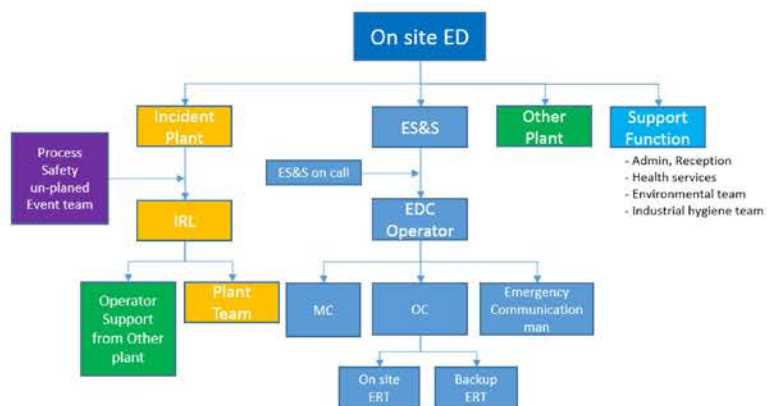 On site ED
Incident
Plant
ES&S
Other
Plant
Support
Function
- Admin, Reception
- Health services
- Environmental team
- Industrial hygiene team
Process
Safety
un-planed
Event team
ES&S on call
IRL
EDC
Operator
Operator
Support
from Other
plant
Plant
Team
MC
OC
Emergency
Communication
man
On site
ERT
Backup
ERT